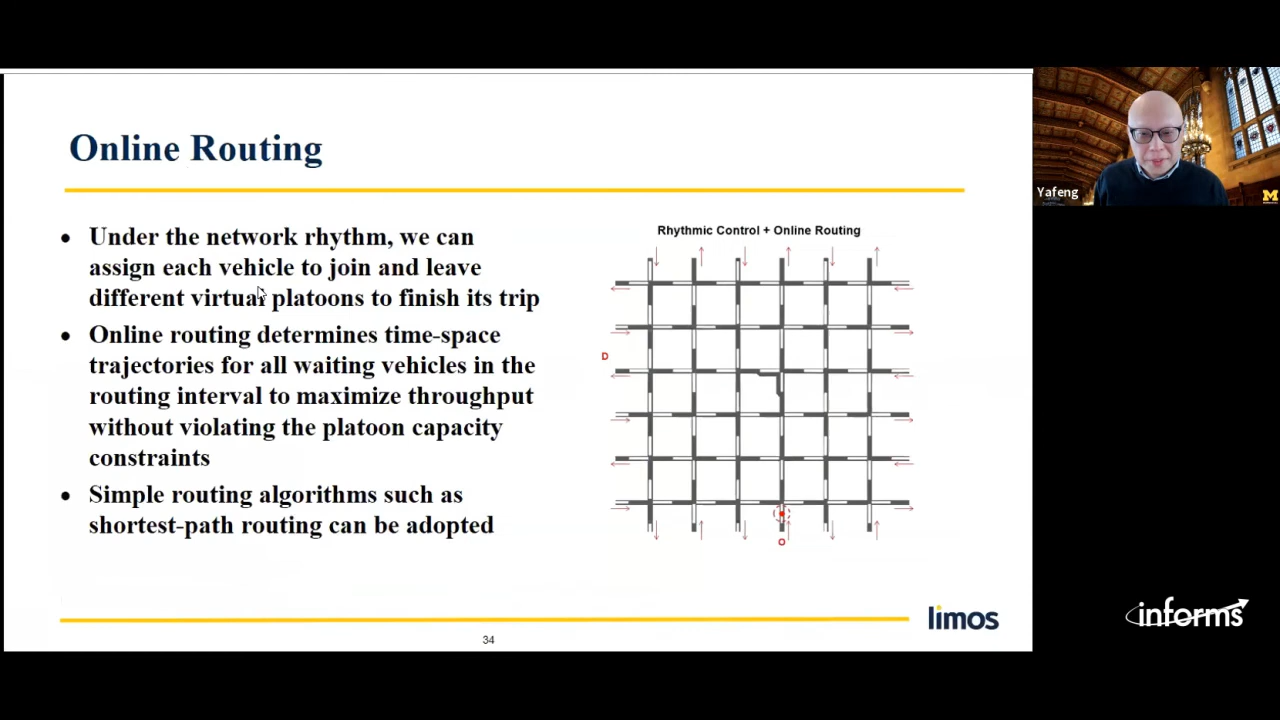 Online Routing
• Under the network rhythm, we can
assign each vehicle to join and leave
different virtual platoons to finish its trip
• Online routing determines time-space
trajectories for all waiting vehicles in the
routing interval to maximize throughput
without violating the platoon capacity
constraints
• Simple routing algorithms such as
shortest-path routing can be adopted
Rhythmic Control + Online Routing
D
O
limos
34
Yafeng
M
informs